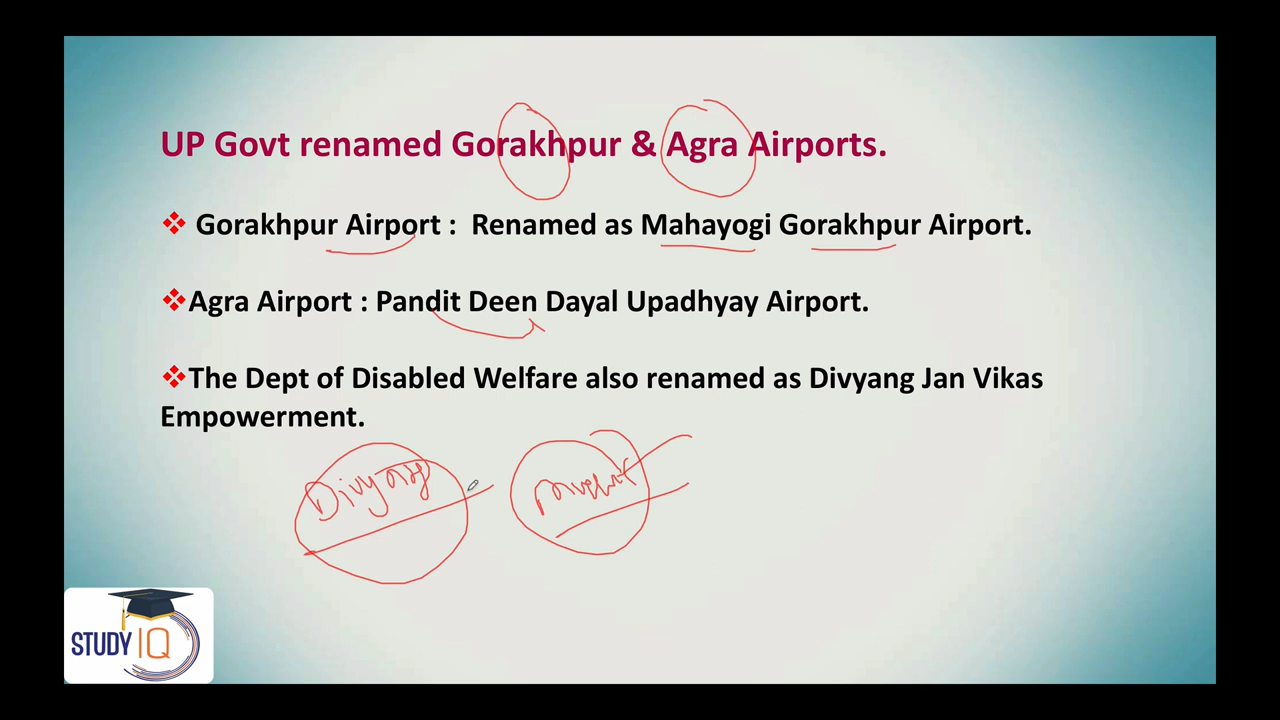 UP Govt renamed Gorakhpur & Agra Airports.
❖ Gorakhpur Airport : Renamed as Mahayogi Gorakhpur Airport.
❖Agra Airport : Pandit Deen Dayal Upadhyay Airport.
❖The Dept of Disabled Welfare also renamed as Divyang Jan Vikas
Empowerment.
Divyang
STUDY IQ